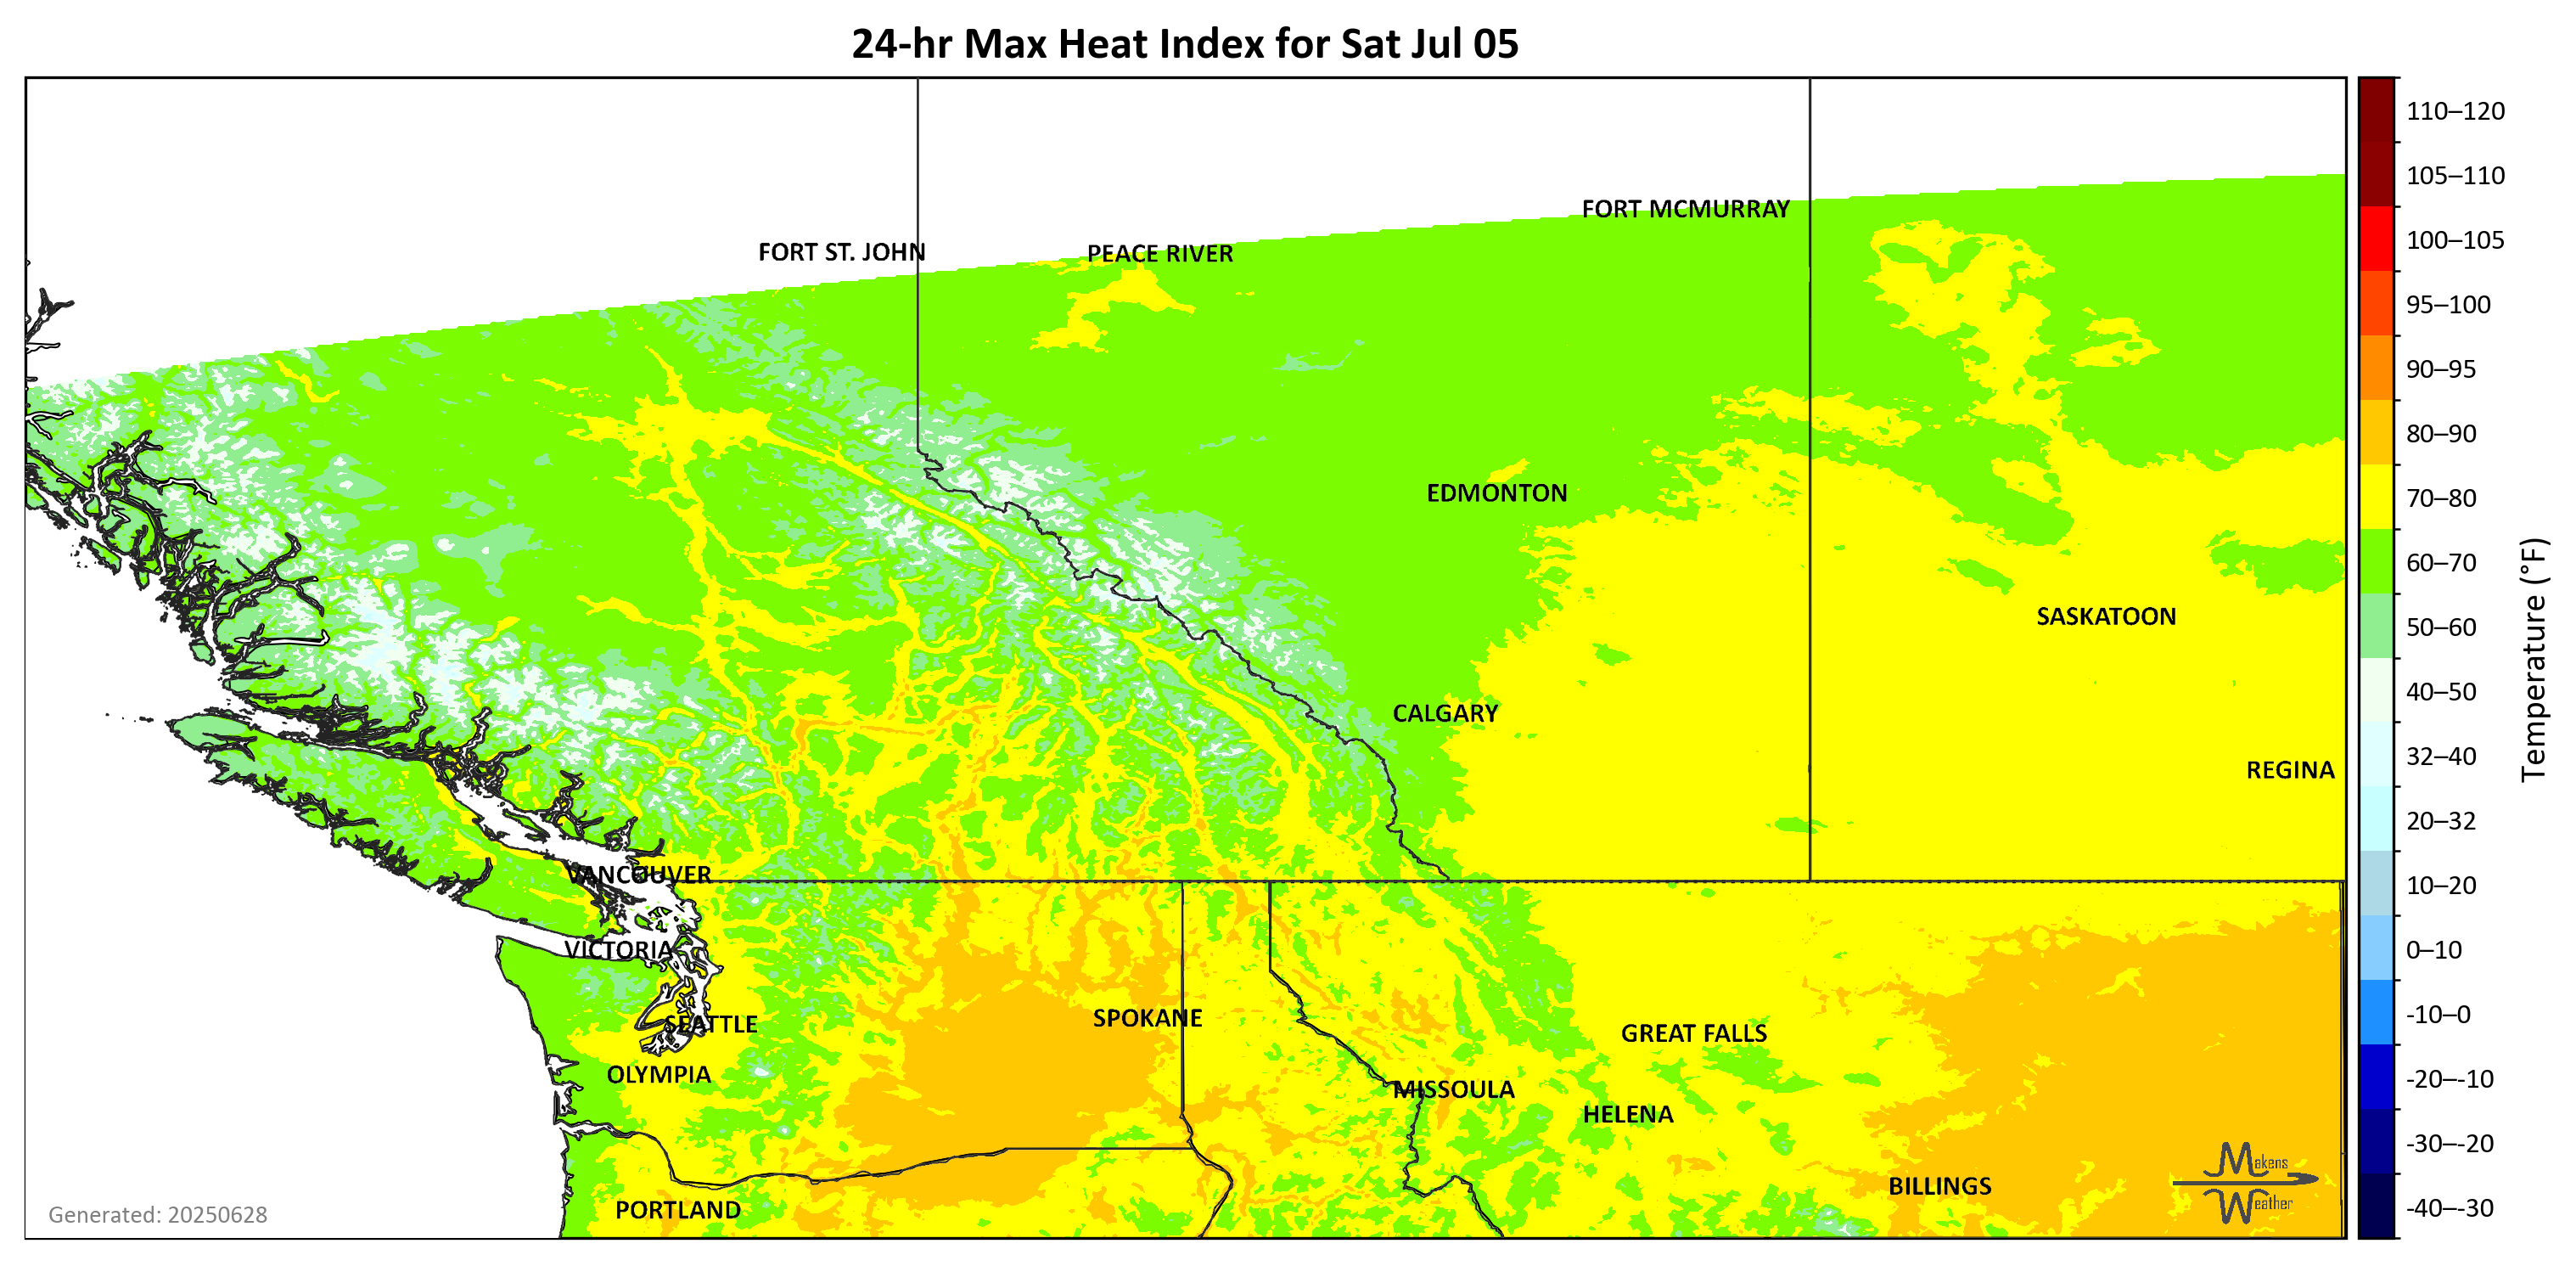 24-hr Max Heat Index for Sat Jul 05
110–120
105–110
100–105
95–100
90–95
80–90
70–80
60–70
50–60
40–50
32–40
20–32
10–20
0–10
-10–0
-20–-10
-30–-20
-40–-30
Temperature (°F)
FORT MCMURRAY
FORT ST. JOHN
PEACE RIVER
EDMONTON
SASKATOON
CALGARY
REGINA
VANCOUVER
VICTORIA
SPOKANE
SEATTLE
GREAT FALLS
OLYMPIA
MISSOULA
HELENA
BILLINGS
PORTLAND
Makens
Weather
Generated: 20250628